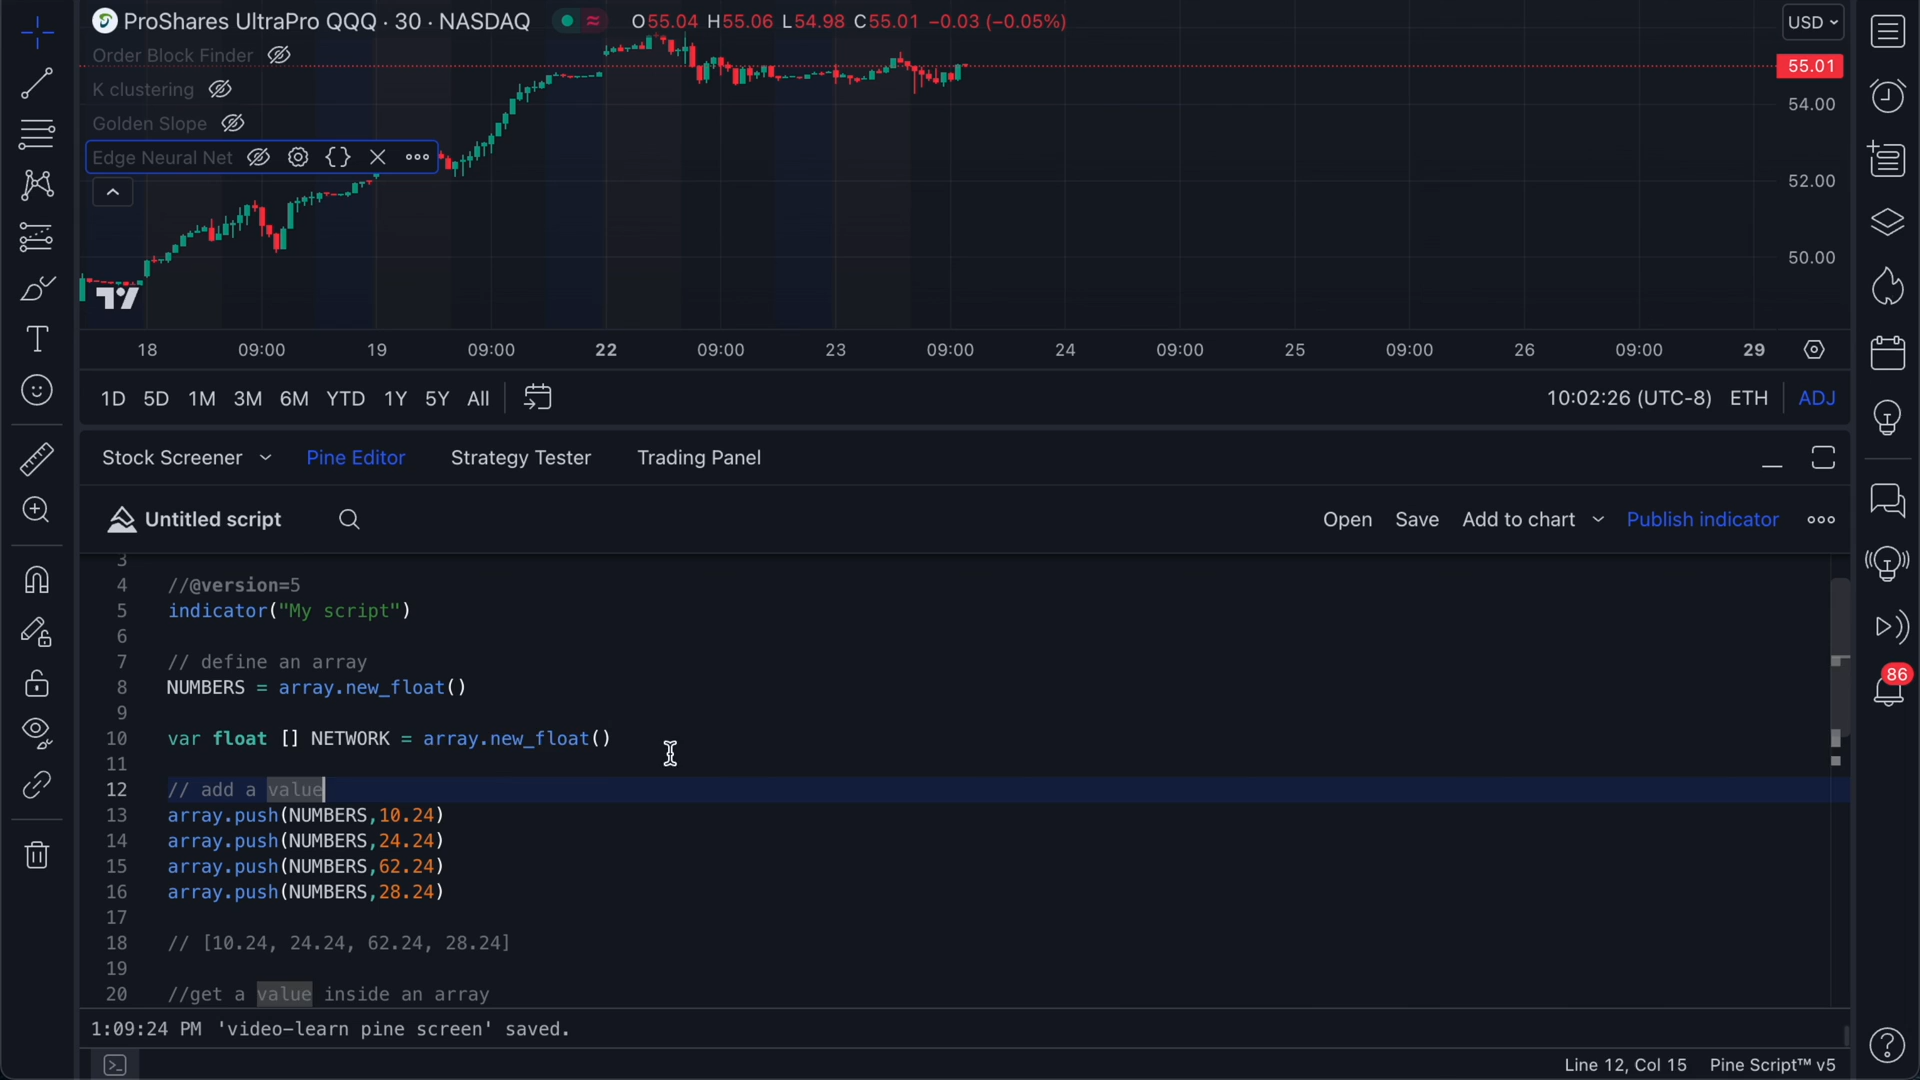 ProShares UltraPro QQQ · 30 · NASDAQ O55.04 H55.06 L54.98 C55.01 −0.03 (−0.05%) USD
Order Block Finder
55.01
K clustering
54.00
Golden Slope
Edge Neural Net
52.00
50.00
18 09:00 19 09:00 22 09:00 23 09:00 24 09:00 25 09:00 26 09:00 29
1D 5D 1M 3M 6M YTD 1Y 5Y All 10:02:26 (UTC-8) ETH ADJ
Stock Screener Pine Editor Strategy Tester Trading Panel
Untitled script Open Save Add to chart Publish indicator
3
4 //@version=5
5 indicator("My script")
6
7 // define an array
8 NUMBERS = array.new_float()
9
10 var float [] NETWORK = array.new_float()
11
12 // add a value
13 array.push(NUMBERS,10.24)
14 array.push(NUMBERS,24.24)
15 array.push(NUMBERS,62.24)
16 array.push(NUMBERS,28.24)
17
18 // [10.24, 24.24, 62.24, 28.24]
19
20 //get a value inside an array
86
1:09:24 PM 'video-learn pine screen' saved.
Line 12, Col 15 Pine Script™ v5